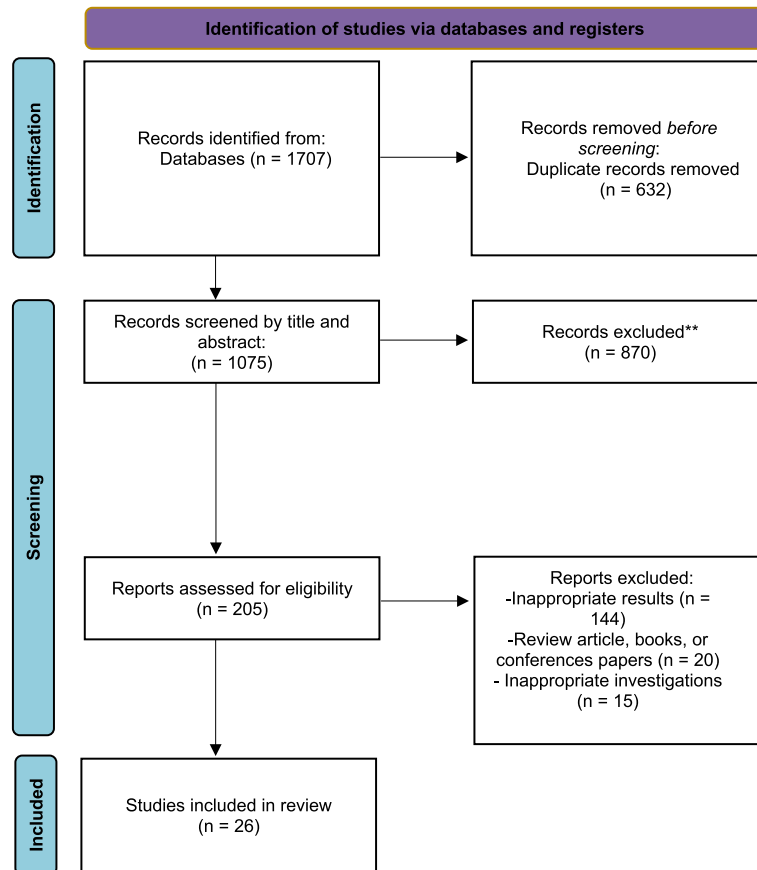 Identification of studies via databases and registers
Identification
Records identified from:
Databases (n = 1707)
Records removed before
screening:
Duplicate records removed
(n = 632)
Screening
Records screened by title and
abstract:
(n = 1075)
Records excluded**
(n = 870)
Reports assessed for eligibility
(n = 205)
Reports excluded:
-Inappropriate results (n =
144)
-Review article, books, or
conferences papers (n = 20)
- Inappropriate investigations
(n = 15)
Included
Studies included in review
(n = 26)